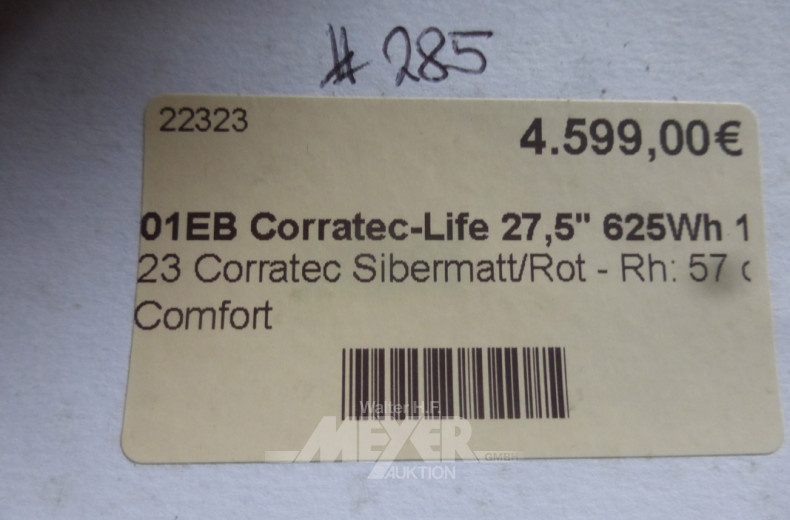 # 285
22323
4.599,00€
01EB Corratec-Life 27,5" 625Wh 1
23 Corratec Sibermatt/Rot - Rh: 57 c
Comfort
Walter H.F.
MEYER
GMBH
AUKTION